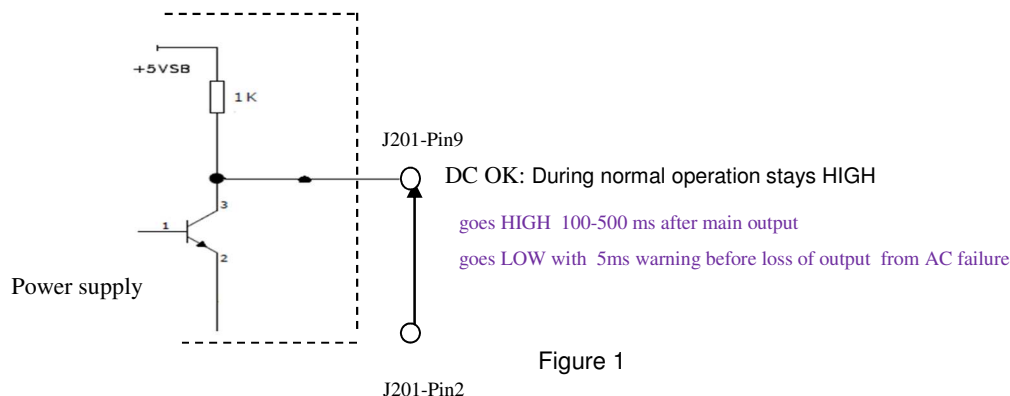 +5VSB
1K
J201-Pin9
DC OK: During normal operation stays HIGH
3
goes HIGH 100-500 ms after main output
1
2
goes LOW with 5ms warning before loss of output from AC failure
Power supply
Figure 1
J201-Pin2